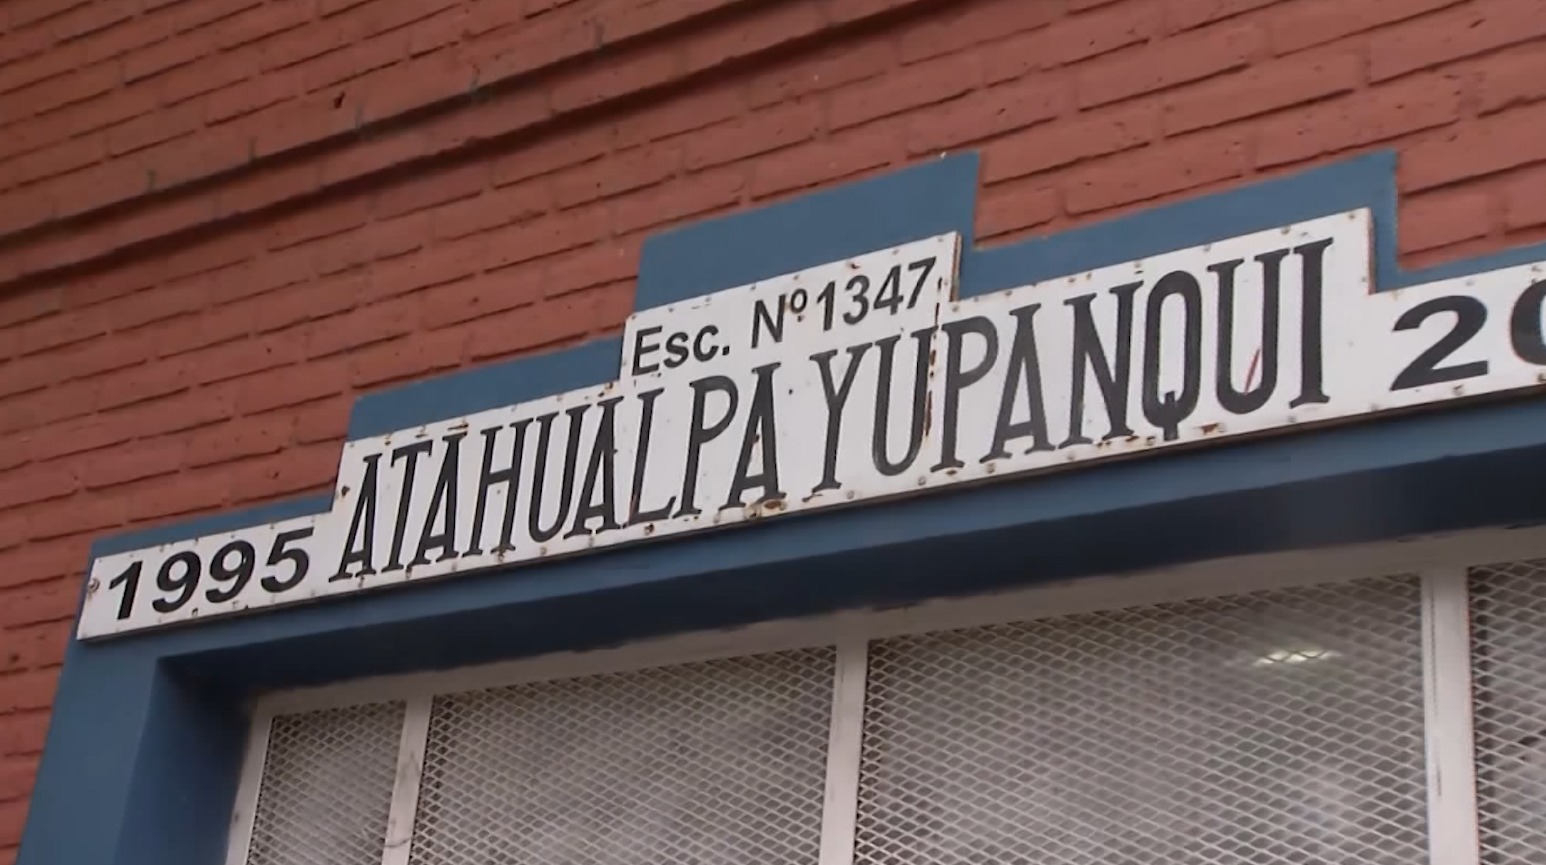 Esc. Nº1347
1995 ATAHUALPA YUPANQUI